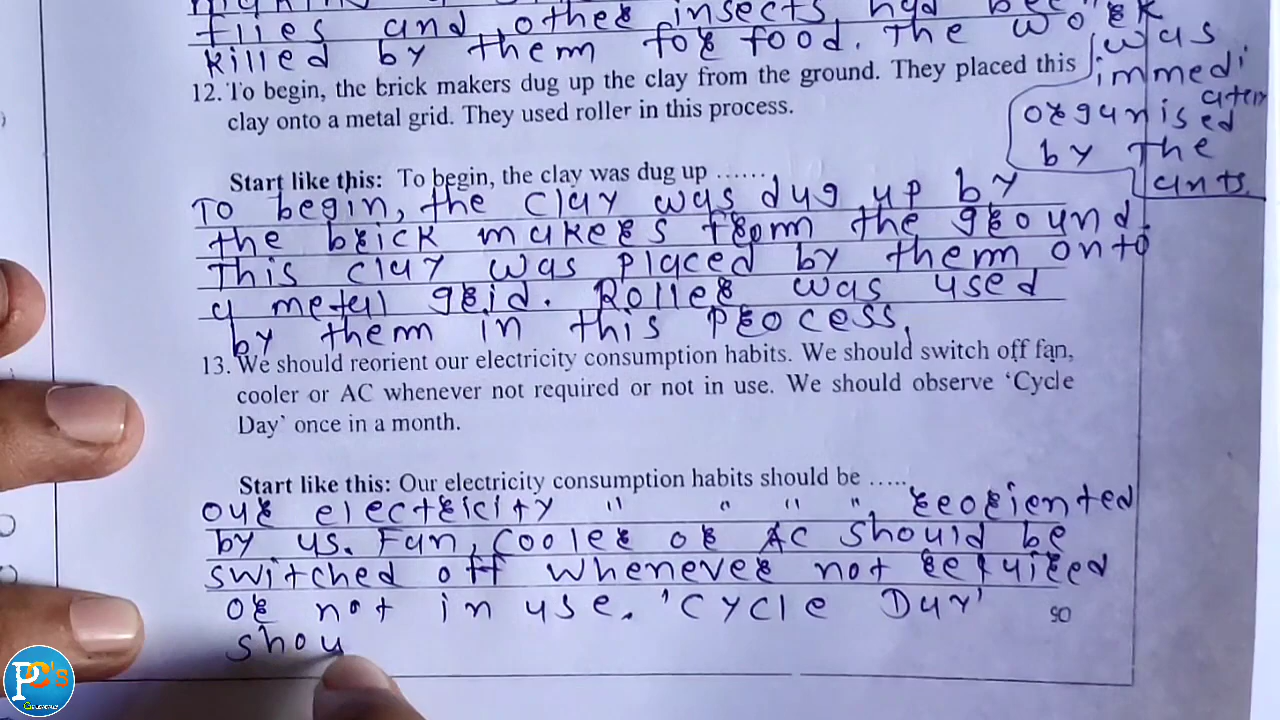 flies and other insects had
killed by them for food. The work was
immedi
ately
organised
by the
ants.
12. To begin, the brick makers dug up the clay from the ground. They placed this
clay onto a metal grid. They used roller in this process.
Start like this: To begin, the clay was dug up ……
To begin, the clay was dug up by
the brick makers from the ground.
This clay was placed by them onto
a metal grid. Roller was used
by them in this process.
13. We should reorient our electricity consumption habits. We should switch off fan,
cooler or AC whenever not required or not in use. We should observe ‘Cycle
Day’ once in a month.
Start like this: Our electricity consumption habits should be …..
Our electricity " " " " reoriented
by us. Fan, cooler or AC should be
switched off whenever not required
or not in use. 'Cycle Day'
shou
50
PC's